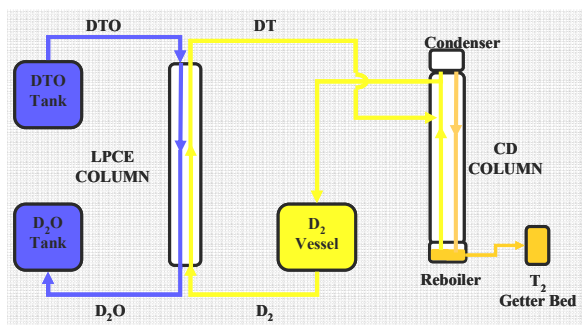 DTO
DT
Condenser
DTO
Tank
LPCE
COLUMN
CD
COLUMN
D₂O
Tank
D₂
Vessel
Reboiler
T₂
Getter Bed
D₂O
D₂